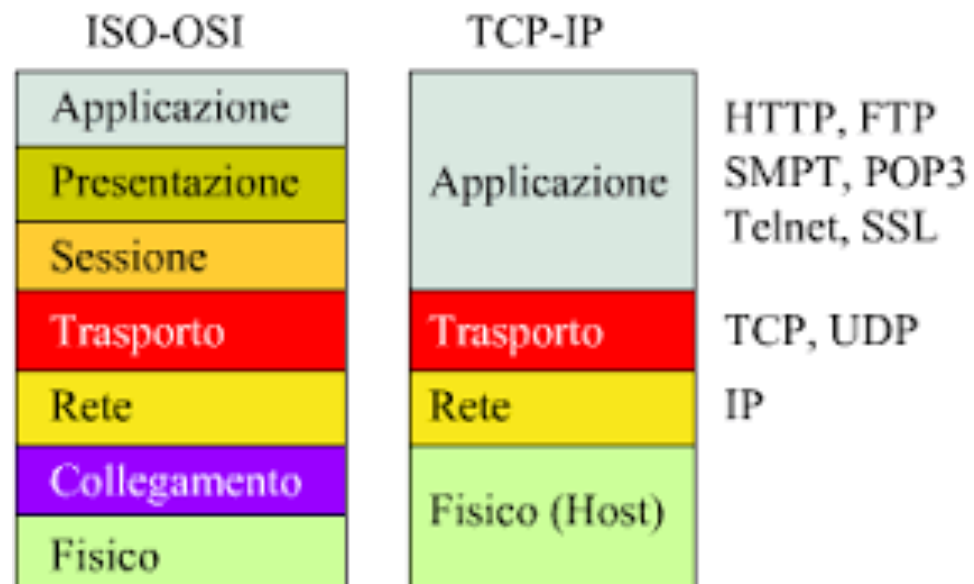 ISO-OSI
Applicazione
Presentazione
Sessione
Trasporto
Rete
Collegamento
Fisico
TCP-IP
Applicazione
Trasporto
Rete
Fisico (Host)
HTTP, FTP
SMPT, POP3
Telnet, SSL
TCP, UDP
IP